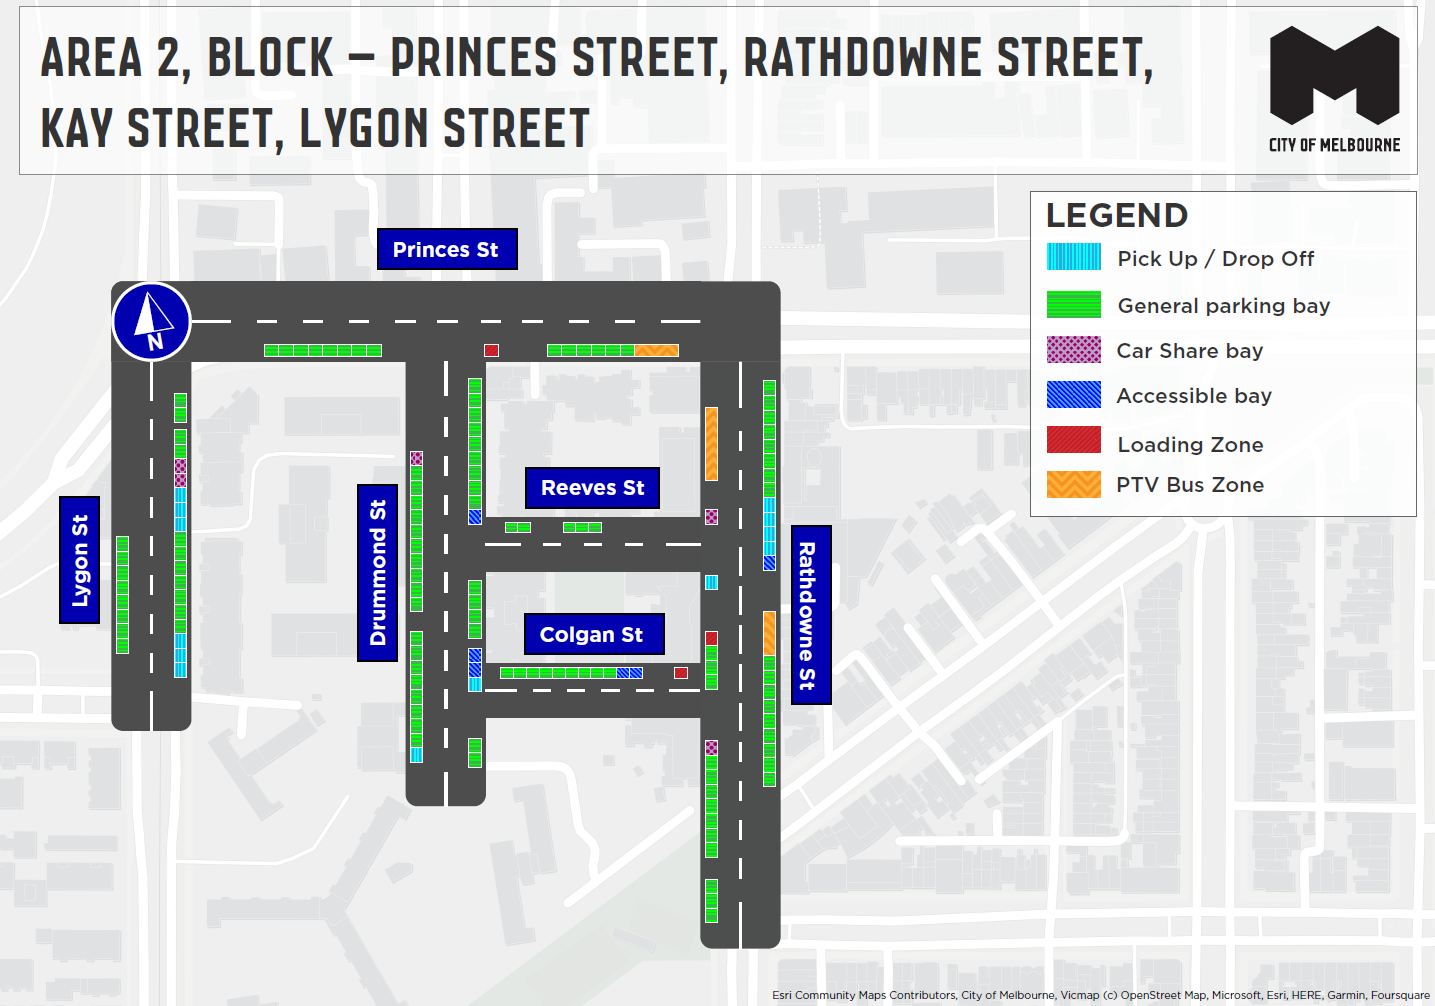 AREA 2, BLOCK – PRINCES STREET, RATHDOWNE STREET,
KAY STREET, LYGON STREET
CITY OF MELBOURNE
LEGEND
Pick Up / Drop Off
General parking bay
Car Share bay
Accessible bay
Loading Zone
PTV Bus Zone
Princes St
N
Reeves St
Lygon St
Drummond St
Rathdowne St
Colgan St
Esri Community Maps Contributors, City of Melbourne, Vicmap (c) OpenStreet Map, Microsoft, Esri, HERE, Garmin, Foursquare